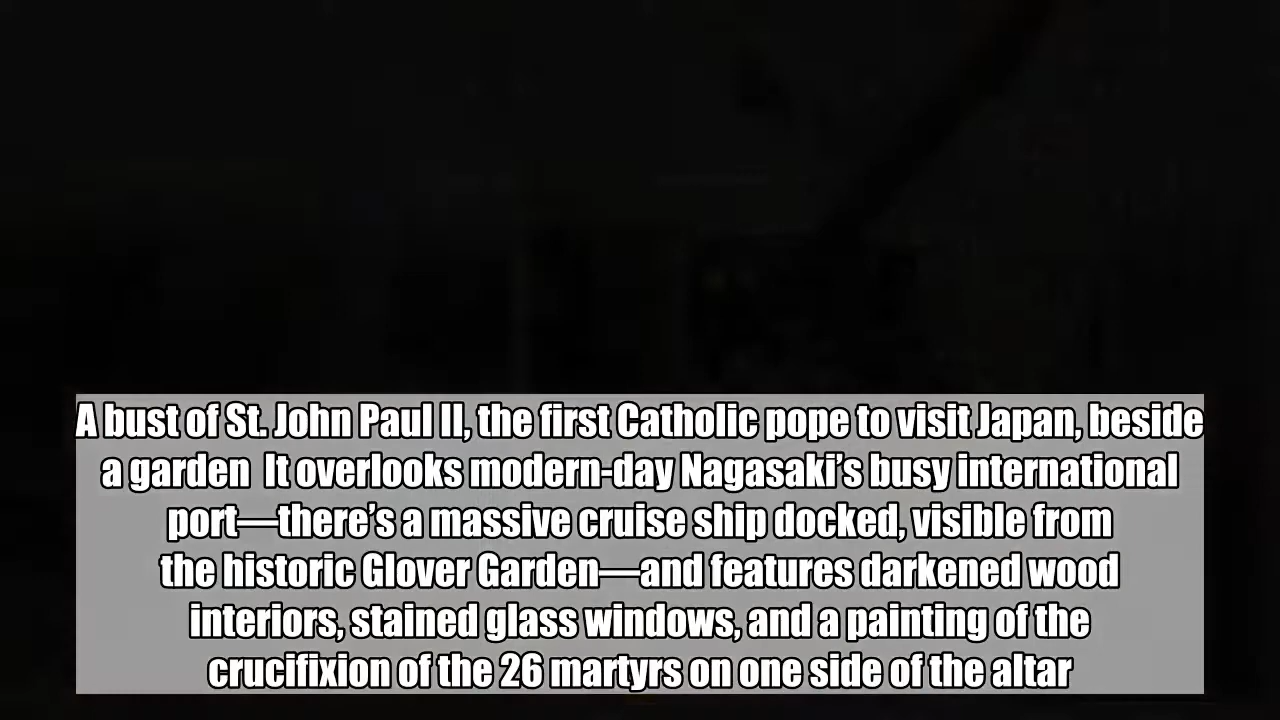 A bust of St. John Paul II, the first Catholic pope to visit Japan, beside
a garden  It overlooks modern-day Nagasaki’s busy international
port—there’s a massive cruise ship docked, visible from
the historic Glover Garden—and features darkened wood
interiors, stained glass windows, and a painting of the
crucifixion of the 26 martyrs on one side of the altar